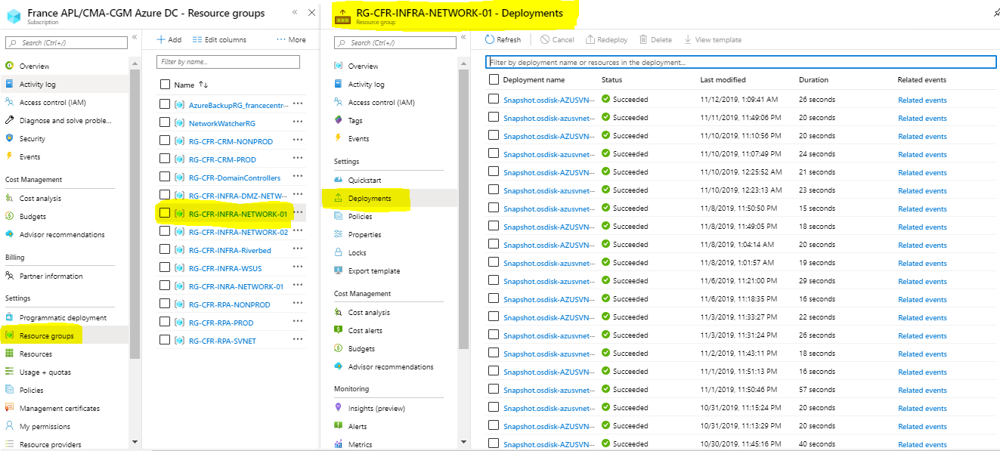 France APL/CMA-CGM Azure DC - Resource groups
Subscription
Search (Ctrl+/)
Overview
Activity log
Access control (IAM)
Diagnose and solve proble...
Security
Events
Cost Management
Cost analysis
Budgets
Advisor recommendations
Billing
Partner information
Settings
Programmatic deployment
Resource groups
Resources
Usage + quotas
Policies
Management certificates
My permissions
Resource providers
Add Edit columns ... More
Filter by name...
Name
AzureBackupRG_francecentr...
NetworkWatcherRG
RG-CFR-CRM-NONPROD
RG-CFR-CRM-PROD
RG-CFR-DomainControllers
RG-CFR-INFRA-DMZ-NETW...
RG-CFR-INFRA-NETWORK-01
RG-CFR-INFRA-NETWORK-02
RG-CFR-INFRA-Riverbed
RG-CFR-INFRA-WSUS
RG-CFR-INRA-NETWORK-01
RG-CFR-RPA-NONPROD
RG-CFR-RPA-PROD
RG-CFR-RPA-SVNET
RG-CFR-INFRA-NETWORK-01 - Deployments
Resource group
Search (Ctrl+/)
Overview
Activity log
Access control (IAM)
Tags
Events
Settings
Quickstart
Deployments
Policies
Properties
Locks
Export template
Cost Management
Cost analysis
Cost alerts
Budgets
Advisor recommendations
Monitoring
Insights (preview)
Alerts
Metrics
Refresh Cancel Redeploy Delete View template
Filter by deployment name or resources in the deployment...
Deployment name Status Last modified Duration Related events
Snapshot.osdisk-AZUSVN... Succeeded 11/12/2019, 1:09:41 AM 26 seconds Related events
Snapshot.osdisk-azusvnet... Succeeded 11/11/2019, 11:49:06 PM 20 seconds Related events
Snapshot.osdisk-AZUSVN... Succeeded 11/10/2019, 11:10:56 PM 20 seconds Related events
Snapshot.osdisk-azusvnet... Succeeded 11/10/2019, 11:07:49 PM 24 seconds Related events
Snapshot.osdisk-AZUSVN... Succeeded 11/10/2019, 12:25:52 AM 21 seconds Related events
Snapshot.osdisk-azusvnet... Succeeded 11/10/2019, 12:23:13 AM 23 seconds Related events
Snapshot.osdisk-azusvnet... Succeeded 11/8/2019, 11:50:50 PM 15 seconds Related events
Snapshot.osdisk-AZUSVN... Succeeded 11/8/2019, 11:49:05 PM 18 seconds Related events
Snapshot.osdisk-AZUSVN... Succeeded 11/8/2019, 1:04:14 AM 20 seconds Related events
Snapshot.osdisk-azusvnet... Succeeded 11/8/2019, 1:01:57 AM 19 seconds Related events
Snapshot.osdisk-azusvnet... Succeeded 11/6/2019, 11:21:00 PM 29 seconds Related events
Snapshot.osdisk-AZUSVN... Succeeded 11/6/2019, 11:18:35 PM 16 seconds Related events
Snapshot.osdisk-AZUSVN... Succeeded 11/3/2019, 11:33:27 PM 22 seconds Related events
Snapshot.osdisk-azusvnet... Succeeded 11/3/2019, 11:31:24 PM 26 seconds Related events
Snapshot.osdisk-azusvnet... Succeeded 11/2/2019, 11:43:11 PM 18 seconds Related events
Snapshot.osdisk-AZUSVN... Succeeded 11/1/2019, 11:51:13 PM 16 seconds Related events
Snapshot.osdisk-azusvnet... Succeeded 11/1/2019, 11:50:46 PM 57 seconds Related events
Snapshot.osdisk-azusvnet... Succeeded 10/31/2019, 11:15:24 PM 20 seconds Related events
Snapshot.osdisk-AZUSVN... Succeeded 10/31/2019, 11:13:29 PM 20 seconds Related events
Snapshot.osdisk-AZUSVN... Succeeded 10/30/2019, 11:45:16 PM 40 seconds Related events